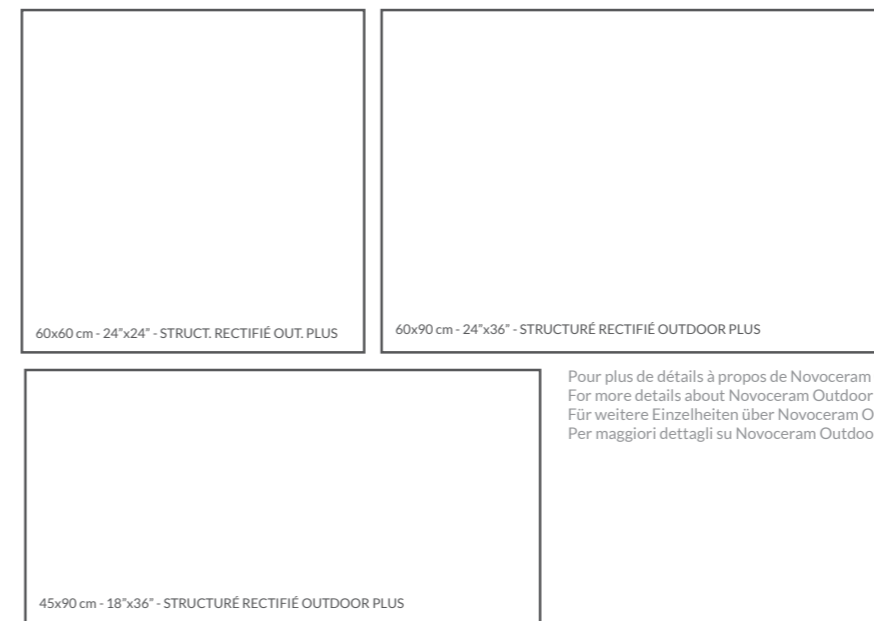 60x60 cm - 24”x24” - STRUCT. RECTIFIÉ OUT. PLUS
60x90 cm - 24”x36” - STRUCTURÉ RECTIFIÉ OUTDOOR PLUS
Pour plus de détails à propos de Novoceram
For more details about Novoceram Outdoor
Für weitere Einzelheiten über Novoceram O
Per maggiori dettagli su Novoceram Outdoo
45x90 cm - 18”x36” - STRUCTURÉ RECTIFIÉ OUTDOOR PLUS